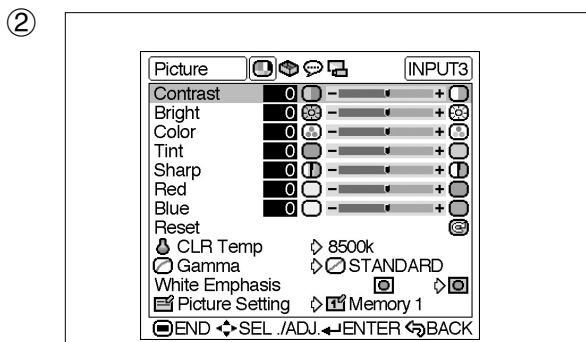 ②
Picture INPUT3
Contrast 0 - +
Bright 0 - +
Color 0 - +
Tint 0 - +
Sharp 0 - +
Red 0 - +
Blue 0 - +
Reset
CLR Temp 8500k
Gamma STANDARD
White Emphasis
Picture Setting Memory 1
END SEL ./ADJ. ENTER BACK